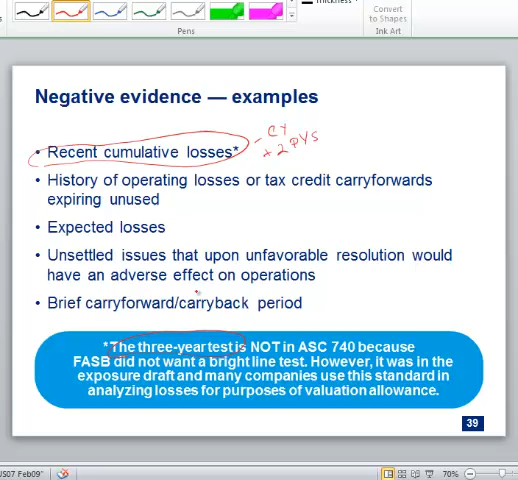 Thickness
Convert
to Shapes
Pens
Ink Art
Negative evidence — examples
- CY
+ 2 PYS
• Recent cumulative losses*
• History of operating losses or tax credit carryforwards
expiring unused
• Expected losses
• Unsettled issues that upon unfavorable resolution would
have an adverse effect on operations
• Brief carryforward/carryback period
*The three-year test is NOT in ASC 740 because
FASB did not want a bright line test. However, it was in the
exposure draft and many companies use this standard in
analyzing losses for purposes of valuation allowance.
39
US07 Feb09"
70%